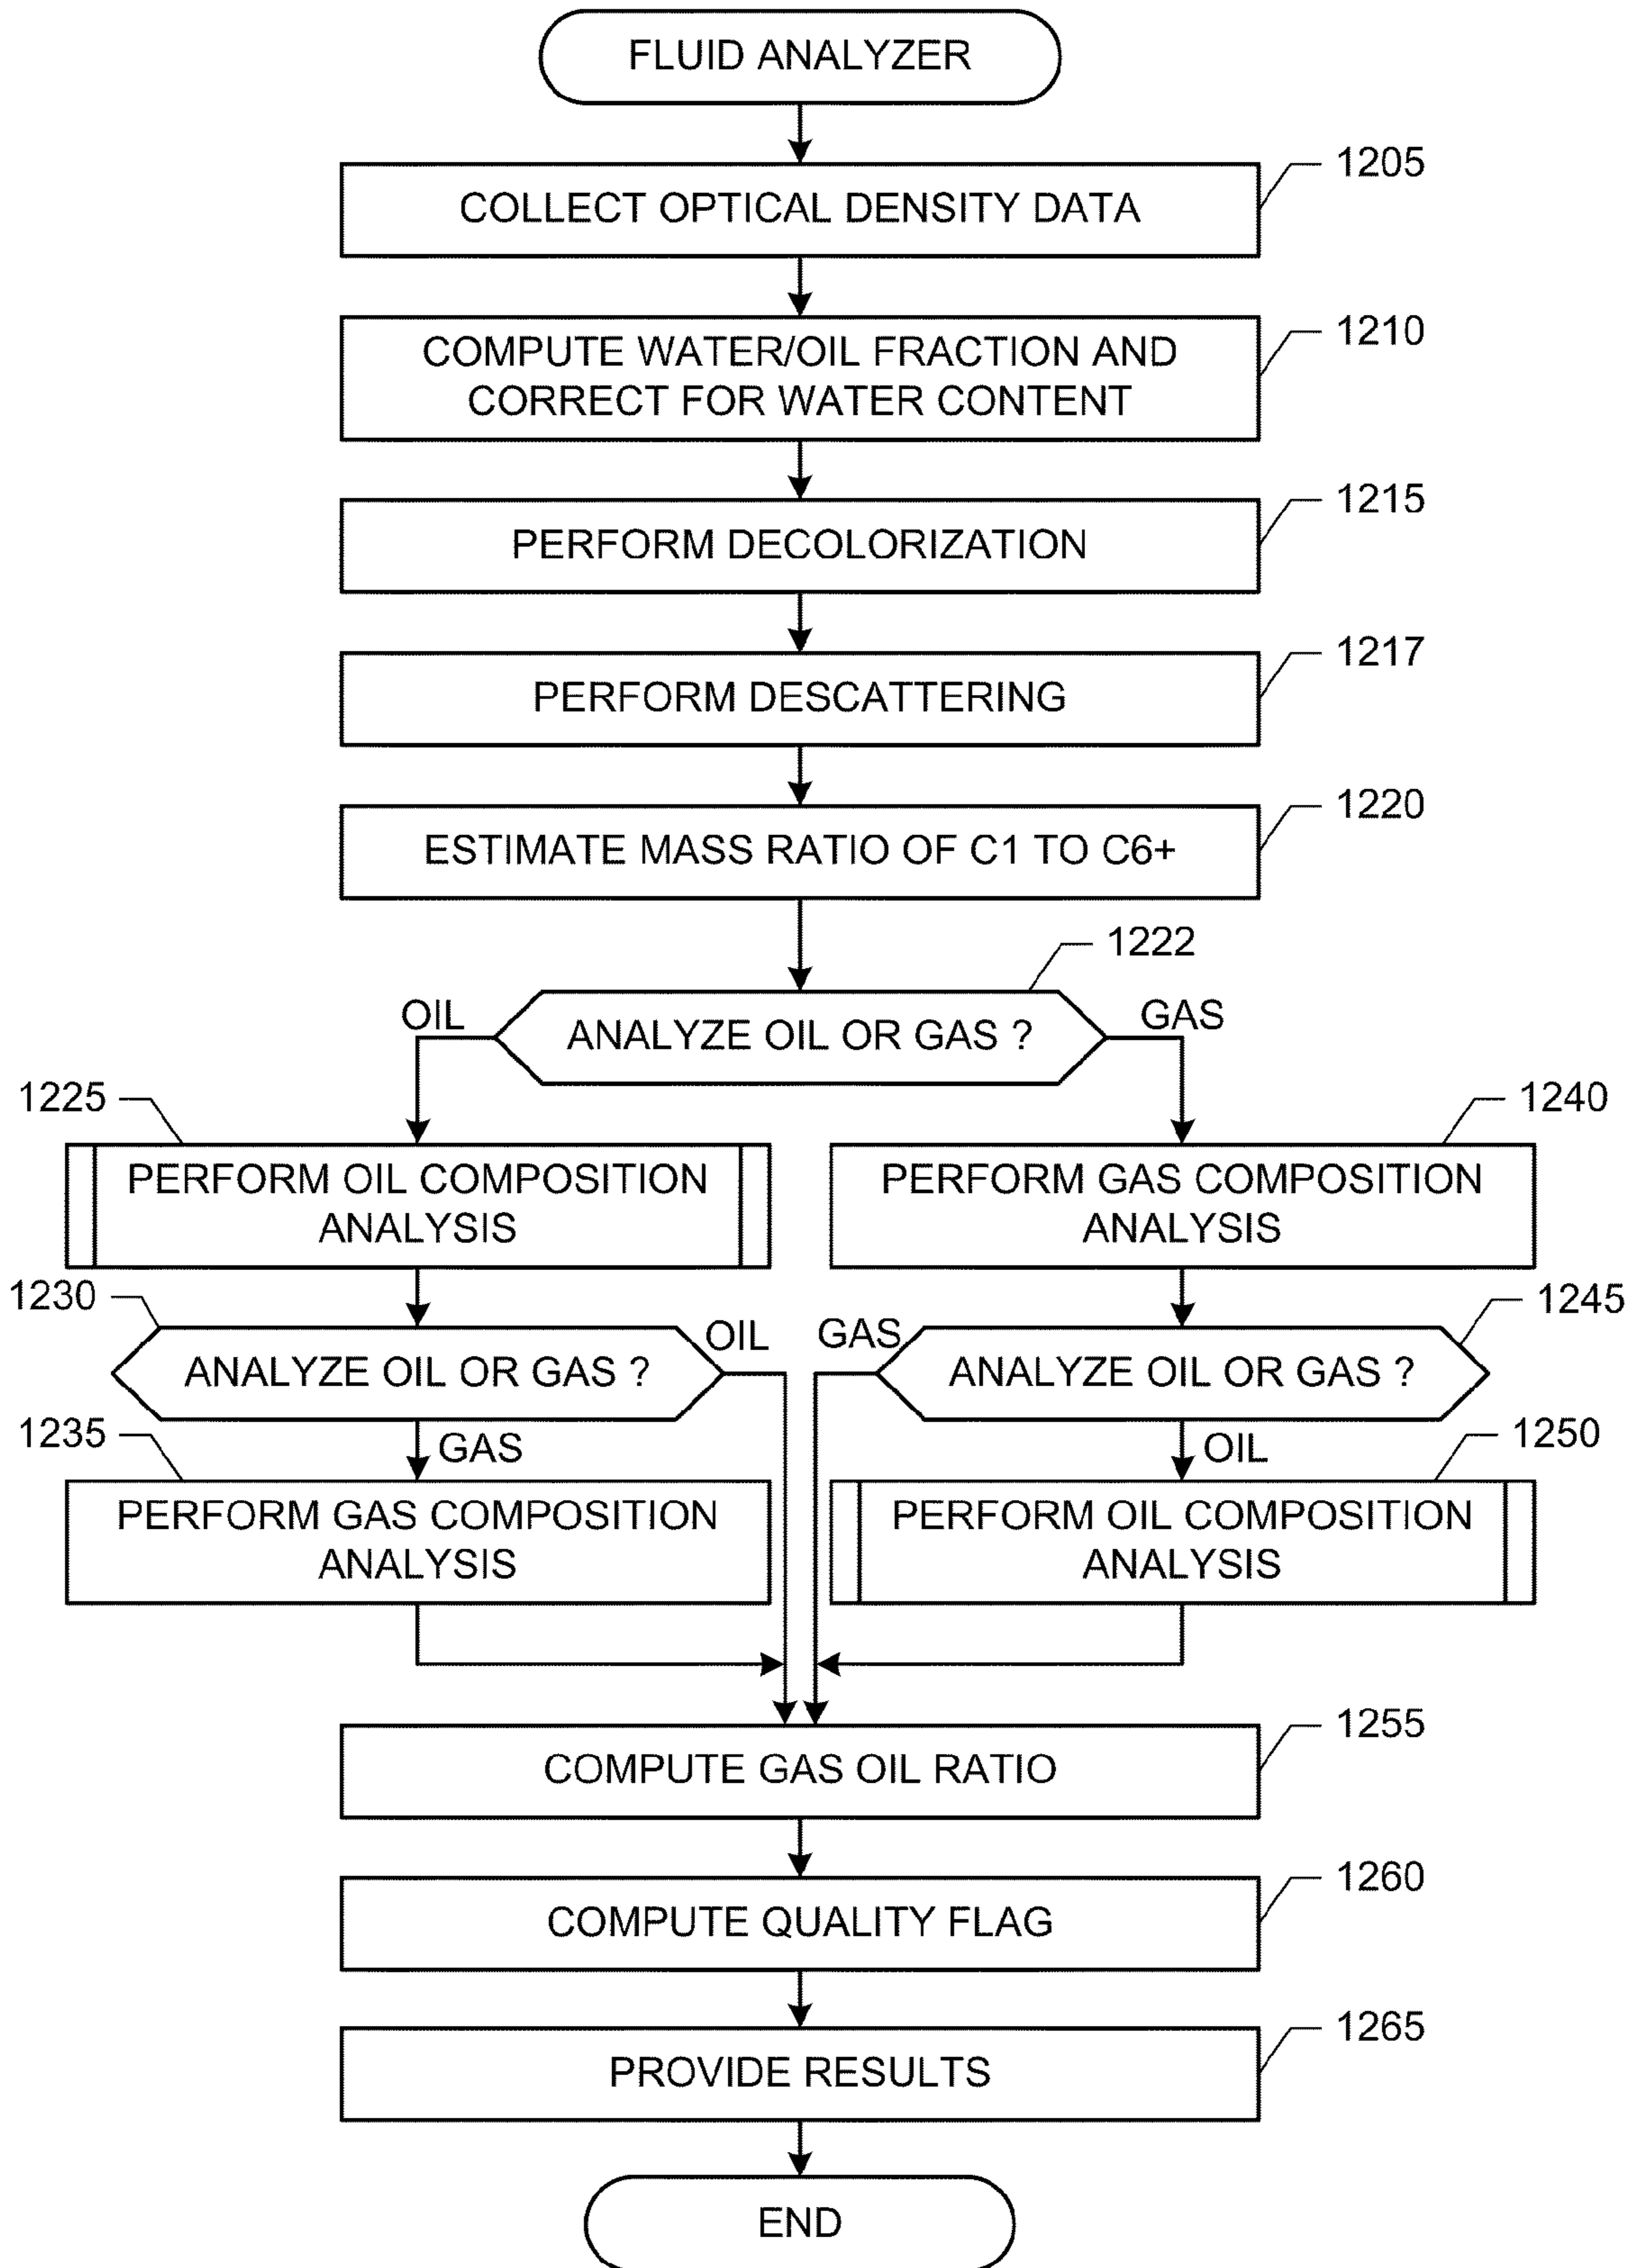 FLUID ANALYZER
1205
COLLECT OPTICAL DENSITY DATA
1210
COMPUTE WATER/OIL FRACTION AND
CORRECT FOR WATER CONTENT
1215
PERFORM DECOLORIZATION
1217
PERFORM DESCATTERING
1220
ESTIMATE MASS RATIO OF C1 TO C6+
1222
OIL
ANALYZE OIL OR GAS ?
GAS
1225
PERFORM OIL COMPOSITION
ANALYSIS
1240
PERFORM GAS COMPOSITION
ANALYSIS
1230
ANALYZE OIL OR GAS ?
OIL
GAS
1245
ANALYZE OIL OR GAS ?
1235
GAS
PERFORM GAS COMPOSITION
ANALYSIS
OIL
1250
PERFORM OIL COMPOSITION
ANALYSIS
1255
COMPUTE GAS OIL RATIO
1260
COMPUTE QUALITY FLAG
1265
PROVIDE RESULTS
END